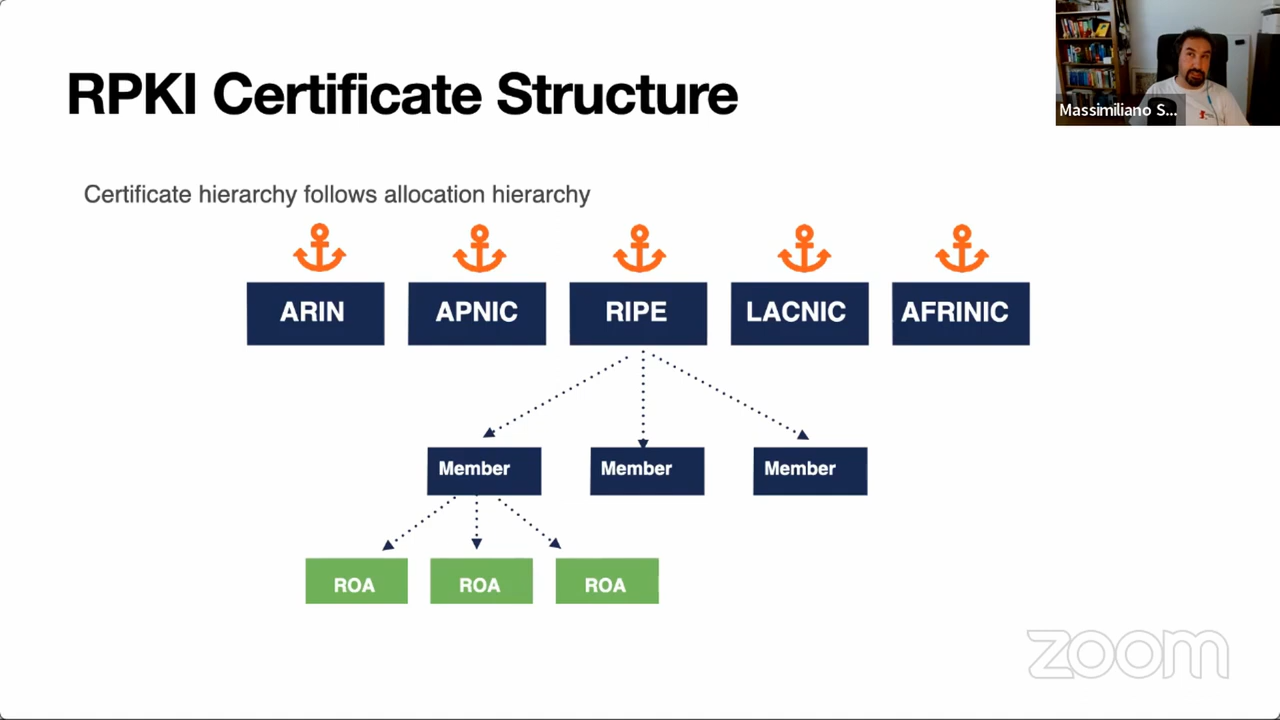 RPKI Certificate Structure
Massimiliano S...
Certificate hierarchy follows allocation hierarchy
ARIN
APNIC
RIPE
LACNIC
AFRINIC
Member
Member
Member
ROA
ROA
ROA
zoom